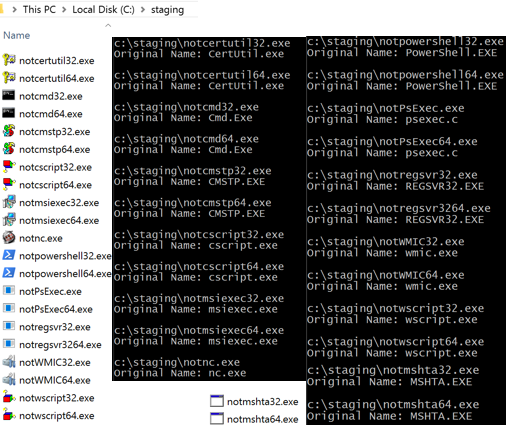 This PC > Local Disk (C:) > staging
Name
notcertutil32.exe
notcertutil64.exe
notcmd32.exe
notcmd64.exe
notcmstp32.exe
notcmstp64.exe
notcscript32.exe
notcscript64.exe
notmsiexec32.exe
notmsiexec64.exe
notnc.exe
notpowershell32.exe
notpowershell64.exe
notPsExec.exe
notPsExec64.exe
notregsvr32.exe
notregsvr3264.exe
notWMIC32.exe
notWMIC64.exe
notwscript32.exe
notwscript64.exe
c:\staging\notcertutil32.exe
Original Name: CertUtil.exe
c:\staging\notcertutil64.exe
Original Name: CertUtil.exe
c:\staging\notcmd32.exe
Original Name: Cmd.Exe
c:\staging\notcmd64.exe
Original Name: Cmd.Exe
c:\staging\notcmstp32.exe
Original Name: CMSTP.EXE
c:\staging\notcmstp64.exe
Original Name: CMSTP.EXE
c:\staging\notcscript32.exe
Original Name: cscript.exe
c:\staging\notcscript64.exe
Original Name: cscript.exe
c:\staging\notmsiexec32.exe
Original Name: msiexec.exe
c:\staging\notmsiexec64.exe
Original Name: msiexec.exe
c:\staging\notnc.exe
Original Name: nc.exe
notmshta32.exe
notmshta64.exe
c:\staging\notpowershell32.exe
Original Name: PowerShell.EXE
c:\staging\notpowershell64.exe
Original Name: PowerShell.EXE
c:\staging\notPsExec.exe
Original Name: psexec.c
c:\staging\notPsExec64.exe
Original Name: psexec.c
c:\staging\notregsvr32.exe
Original Name: REGSVR32.EXE
c:\staging\notregsvr3264.exe
Original Name: REGSVR32.EXE
c:\staging\notWMIC32.exe
Original Name: wmic.exe
c:\staging\notWMIC64.exe
Original Name: wmic.exe
c:\staging\notwscript32.exe
Original Name: wscript.exe
c:\staging\notwscript64.exe
Original Name: wscript.exe
c:\staging\notmshta32.exe
Original Name: MSHTA.EXE
c:\staging\notmshta64.exe
Original Name: MSHTA.EXE